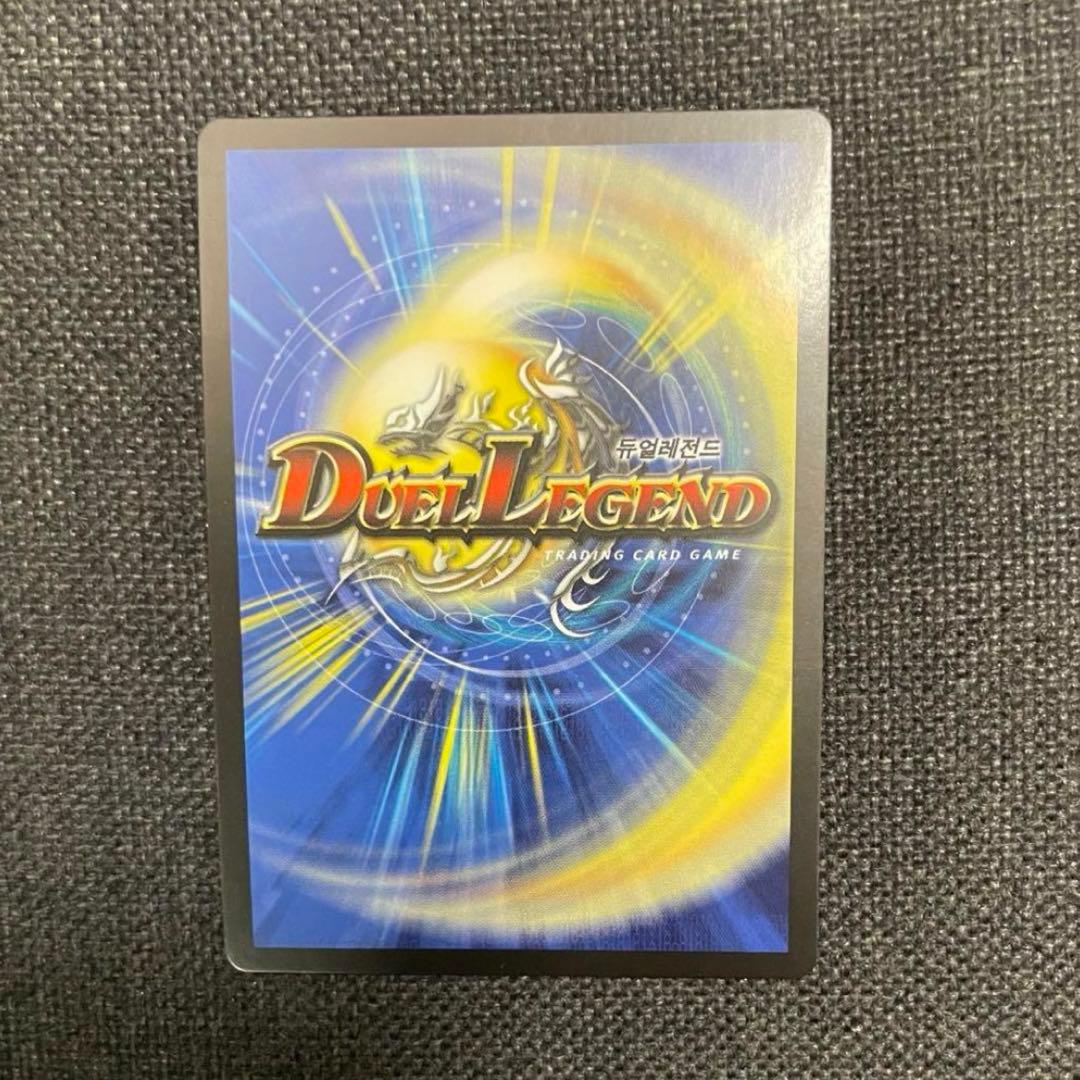 듀얼레전드
DUEL LEGEND
TRADING CARD GAME